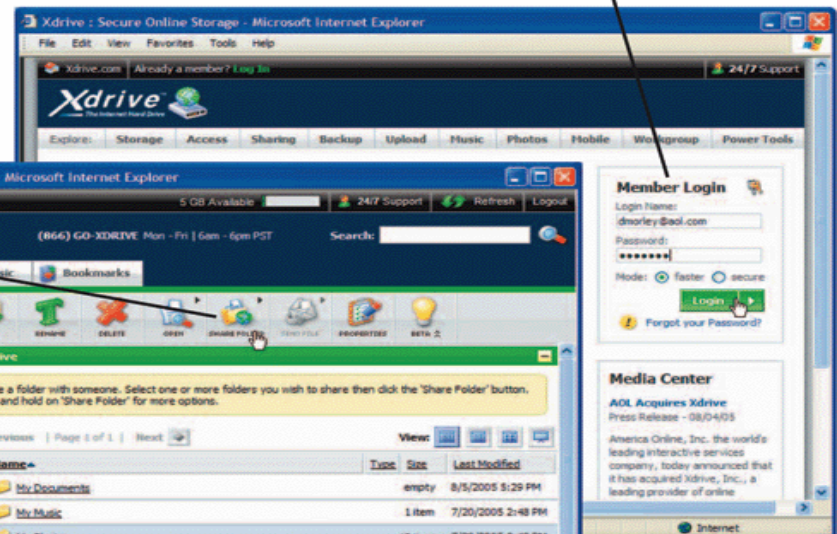 Xdrive : Secure Online Storage - Microsoft Internet Explorer
File Edit View Favorites Tools Help
Xdrive.com Already a member? Log In
24/7 Support
Xdrive
The Internet Hard Drive
Explore: Storage Access Sharing Backup Upload Music Photos Mobile Workgroup Power Tools
Member Login
Login Name:
dmorley@aol.com
Password:
•••••••
Mode: faster secure
Login
Forgot your Password?
Media Center
AOL Acquires Xdrive
Press Release - 08/04/05
America Online, Inc. the world's
leading interactive services
company, today announced that
it has acquired Xdrive, Inc., a
leading provider of online
Internet
Microsoft Internet Explorer
5 GB Available 24/7 Support Refresh Logout
(866) GO-XDRIVE Mon - Fri | 6am - 6pm PST Search:
sic Bookmarks
RENAME DELETE OPEN SHARE FOLDER SEND FILE PROPERTIES BETA 2
ive
e a folder with someone. Select one or more folders you wish to share then click the 'Share Folder' button.
and hold on 'Share Folder' for more options.
evious | Page 1 of 1 | Next View:
Name Type Size Last Modified
My Documents empty 8/5/2005 5:29 PM
My Music 1 item 7/20/2005 2:48 PM